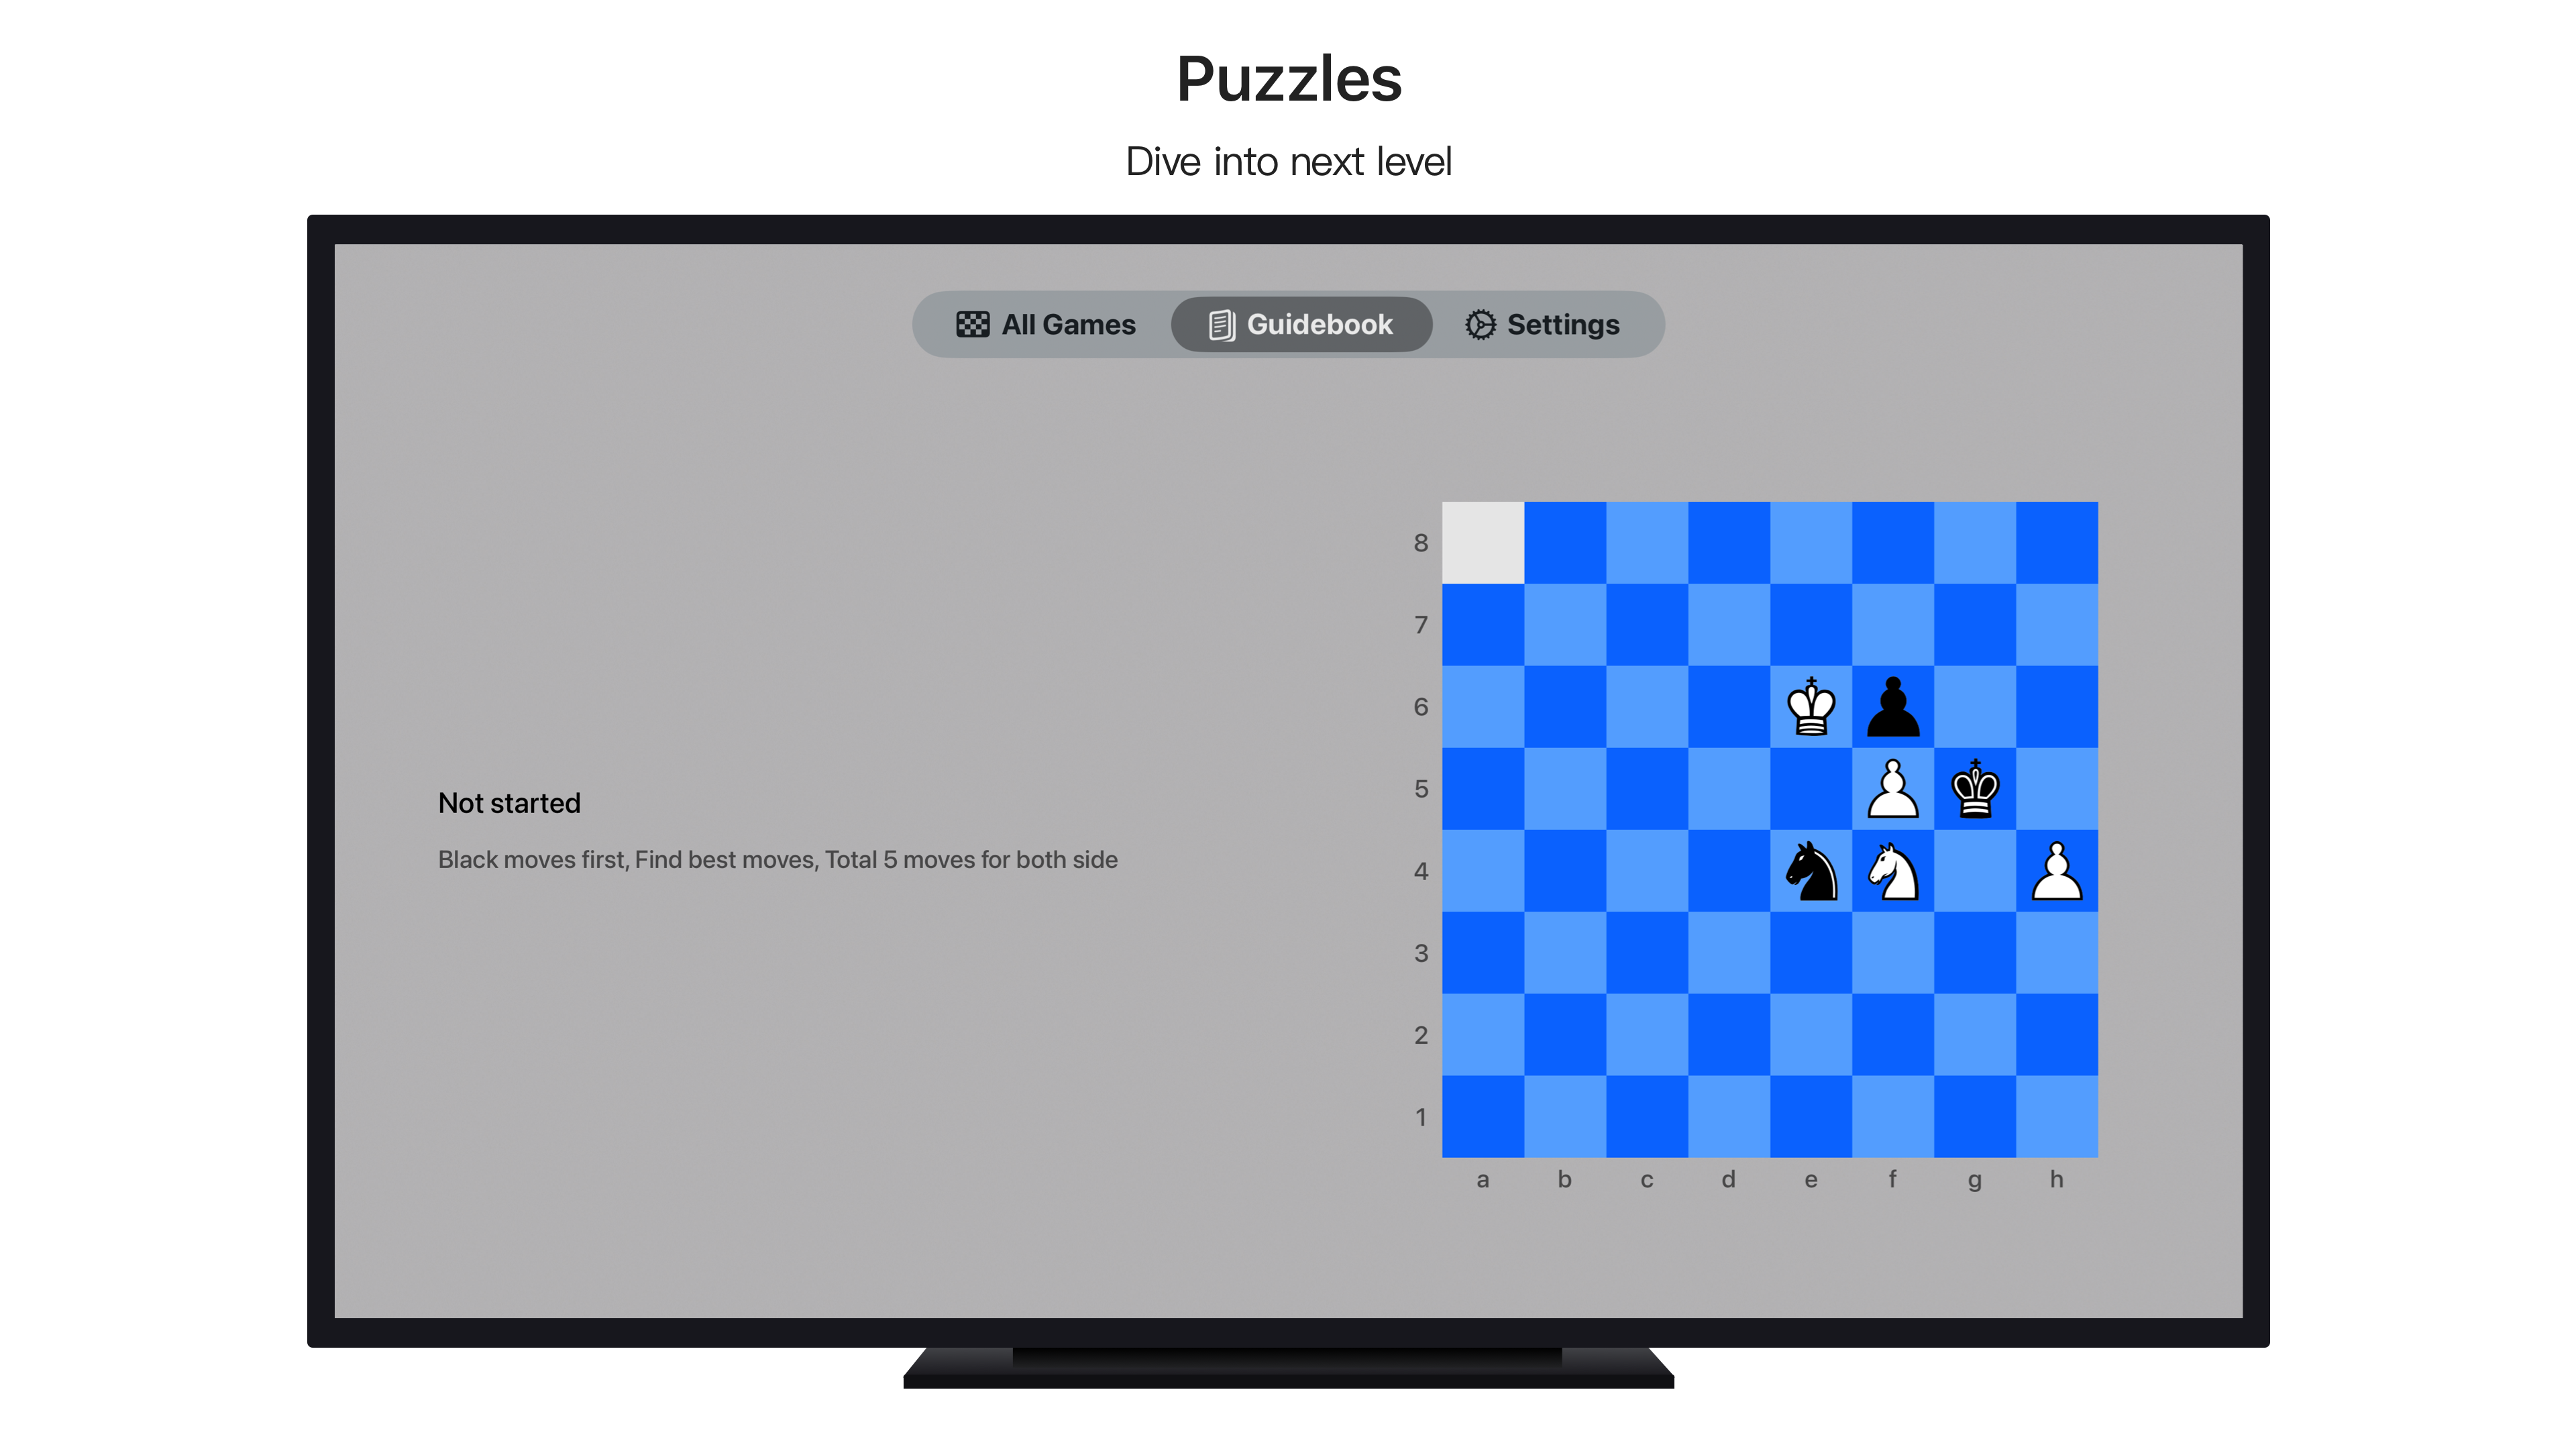 Puzzles
Dive into next level
All Games
Guidebook
Settings
Not started
Black moves first, Find best moves, Total 5 moves for both side
8
7
6
5
4
3
2
1
a b c d e f g h